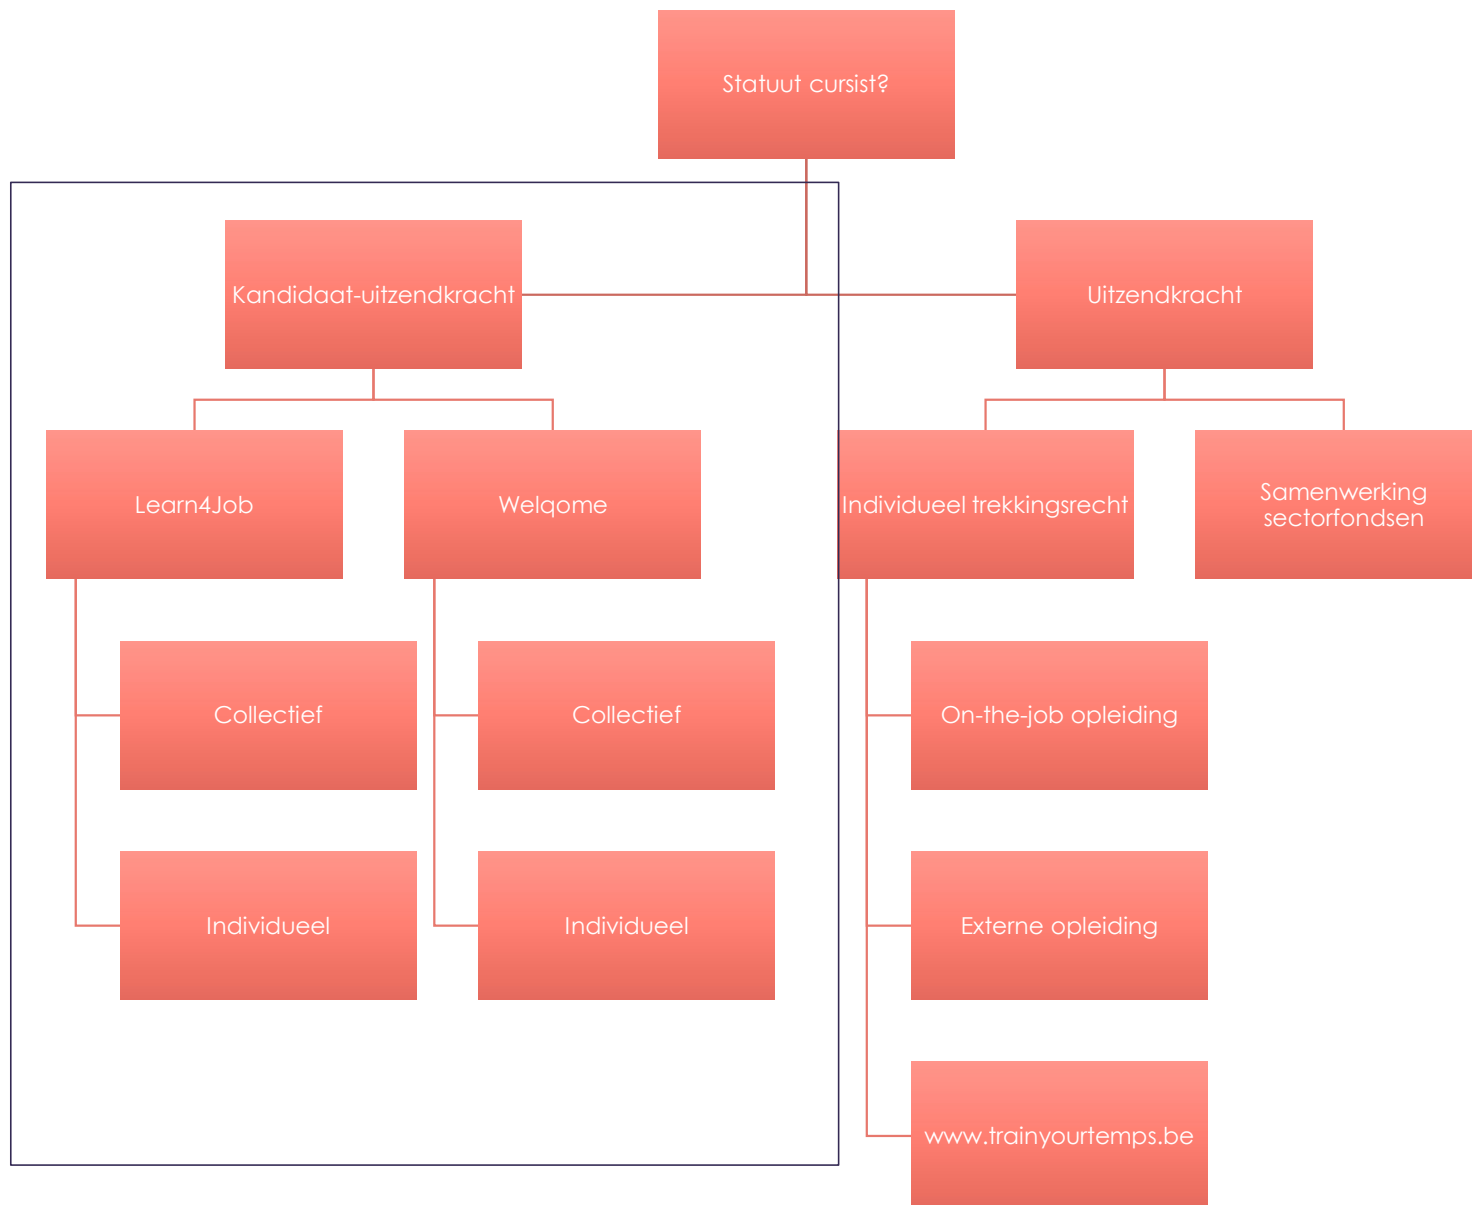 Statuut cursist?
Kandidaat-uitzendkracht
Uitzendkracht
Learn4Job
Welqome
Individueel trekkingsrecht
Samenwerking
sectorfondsen
Collectief
Collectief
On-the-job opleiding
Individueel
Individueel
Externe opleiding
www.trainyourtemps.be